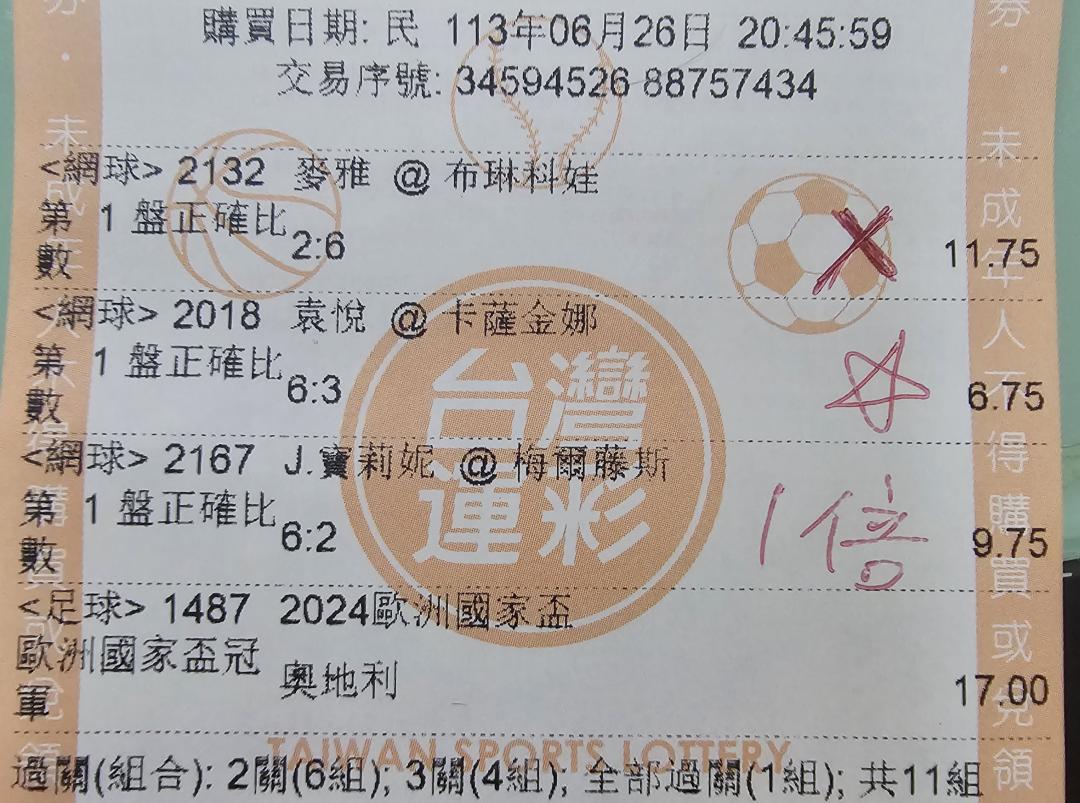 購買日期: 民 113年06月26日 20:45:59
交易序號: 34594526 88757434
<網球> 2132 麥雅 @ 布琳科娃
第 1 盤正確比數 2:6 11.75
<網球> 2018 袁悅 @ 卡薩金娜
第 1 盤正確比數 6:3 6.75
<網球> 2167 J.寶莉妮 @ 梅爾藤斯
第 1 盤正確比數 6:2 9.75
1倍
<足球> 1487 2024歐洲國家盃
歐洲國家盃冠軍 奧地利 17.00
過關(組合): 2關(6組); 3關(4組); 全部過關(1組); 共11組
台灣
運彩
TAIWAN SPORTS LOTTERY
券・未成年人不得購買或兌領